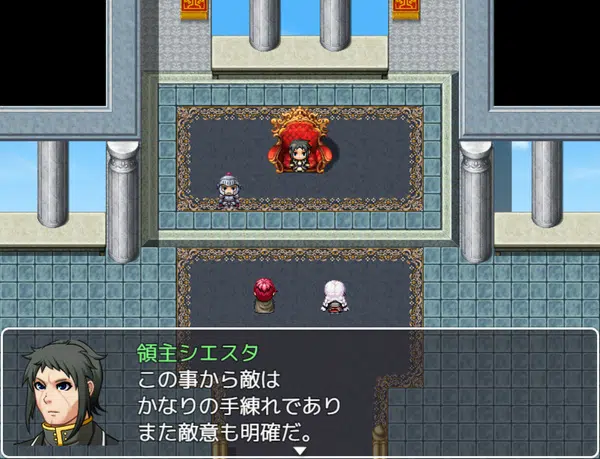 領主シエスタ
この事から敵は
かなりの手練れであり
また敵意も明確だ。